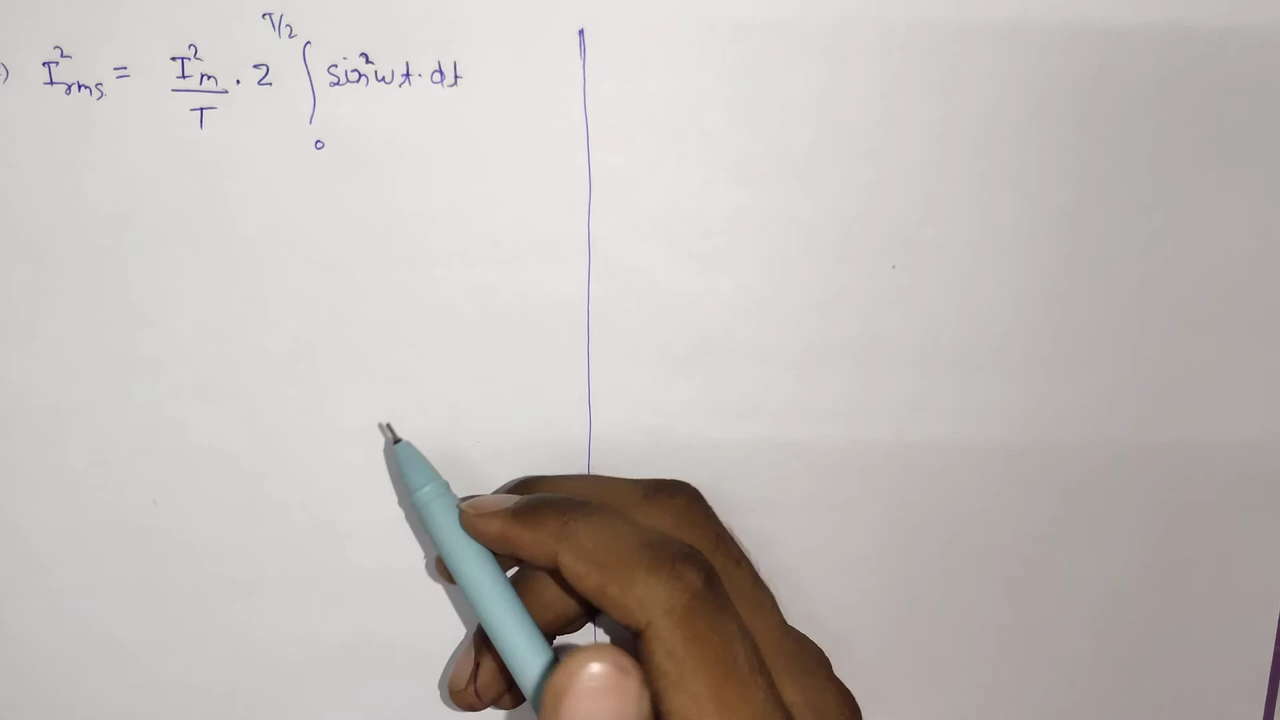 ) I²rms = I²m/T . 2 ∫₀^T/2 sin²ωt.dt